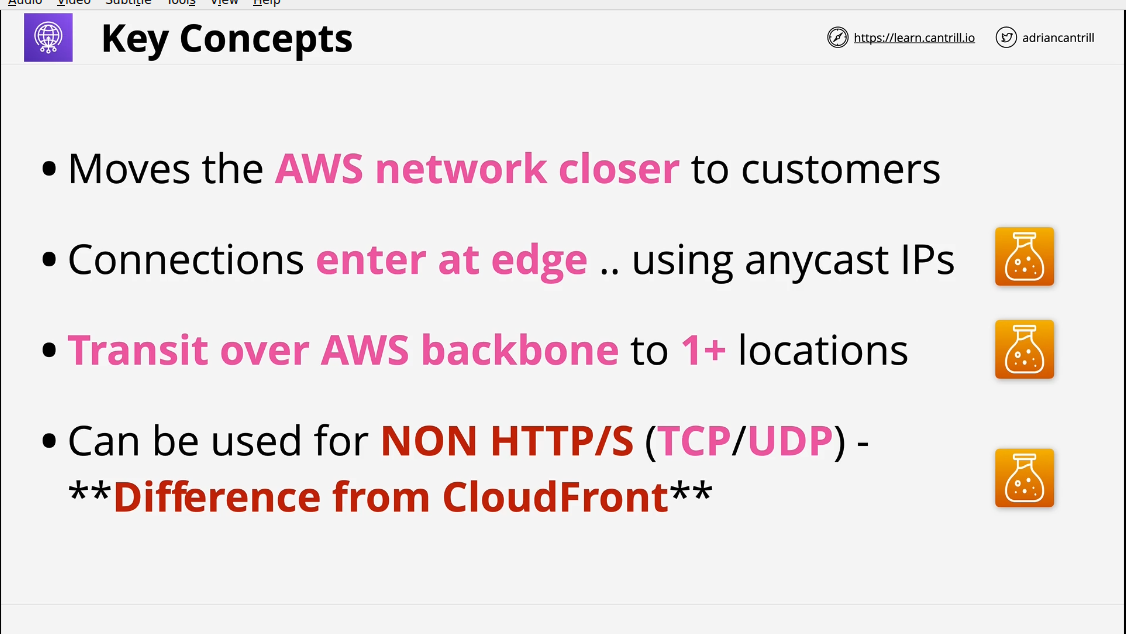 Audio Video Subtitle Tools View Help
Key Concepts
https://learn.cantrill.io
adriancantrill
• Moves the AWS network closer to customers
• Connections enter at edge .. using anycast IPs
• Transit over AWS backbone to 1+ locations
• Can be used for NON HTTP/S (TCP/UDP) -
**Difference from CloudFront**